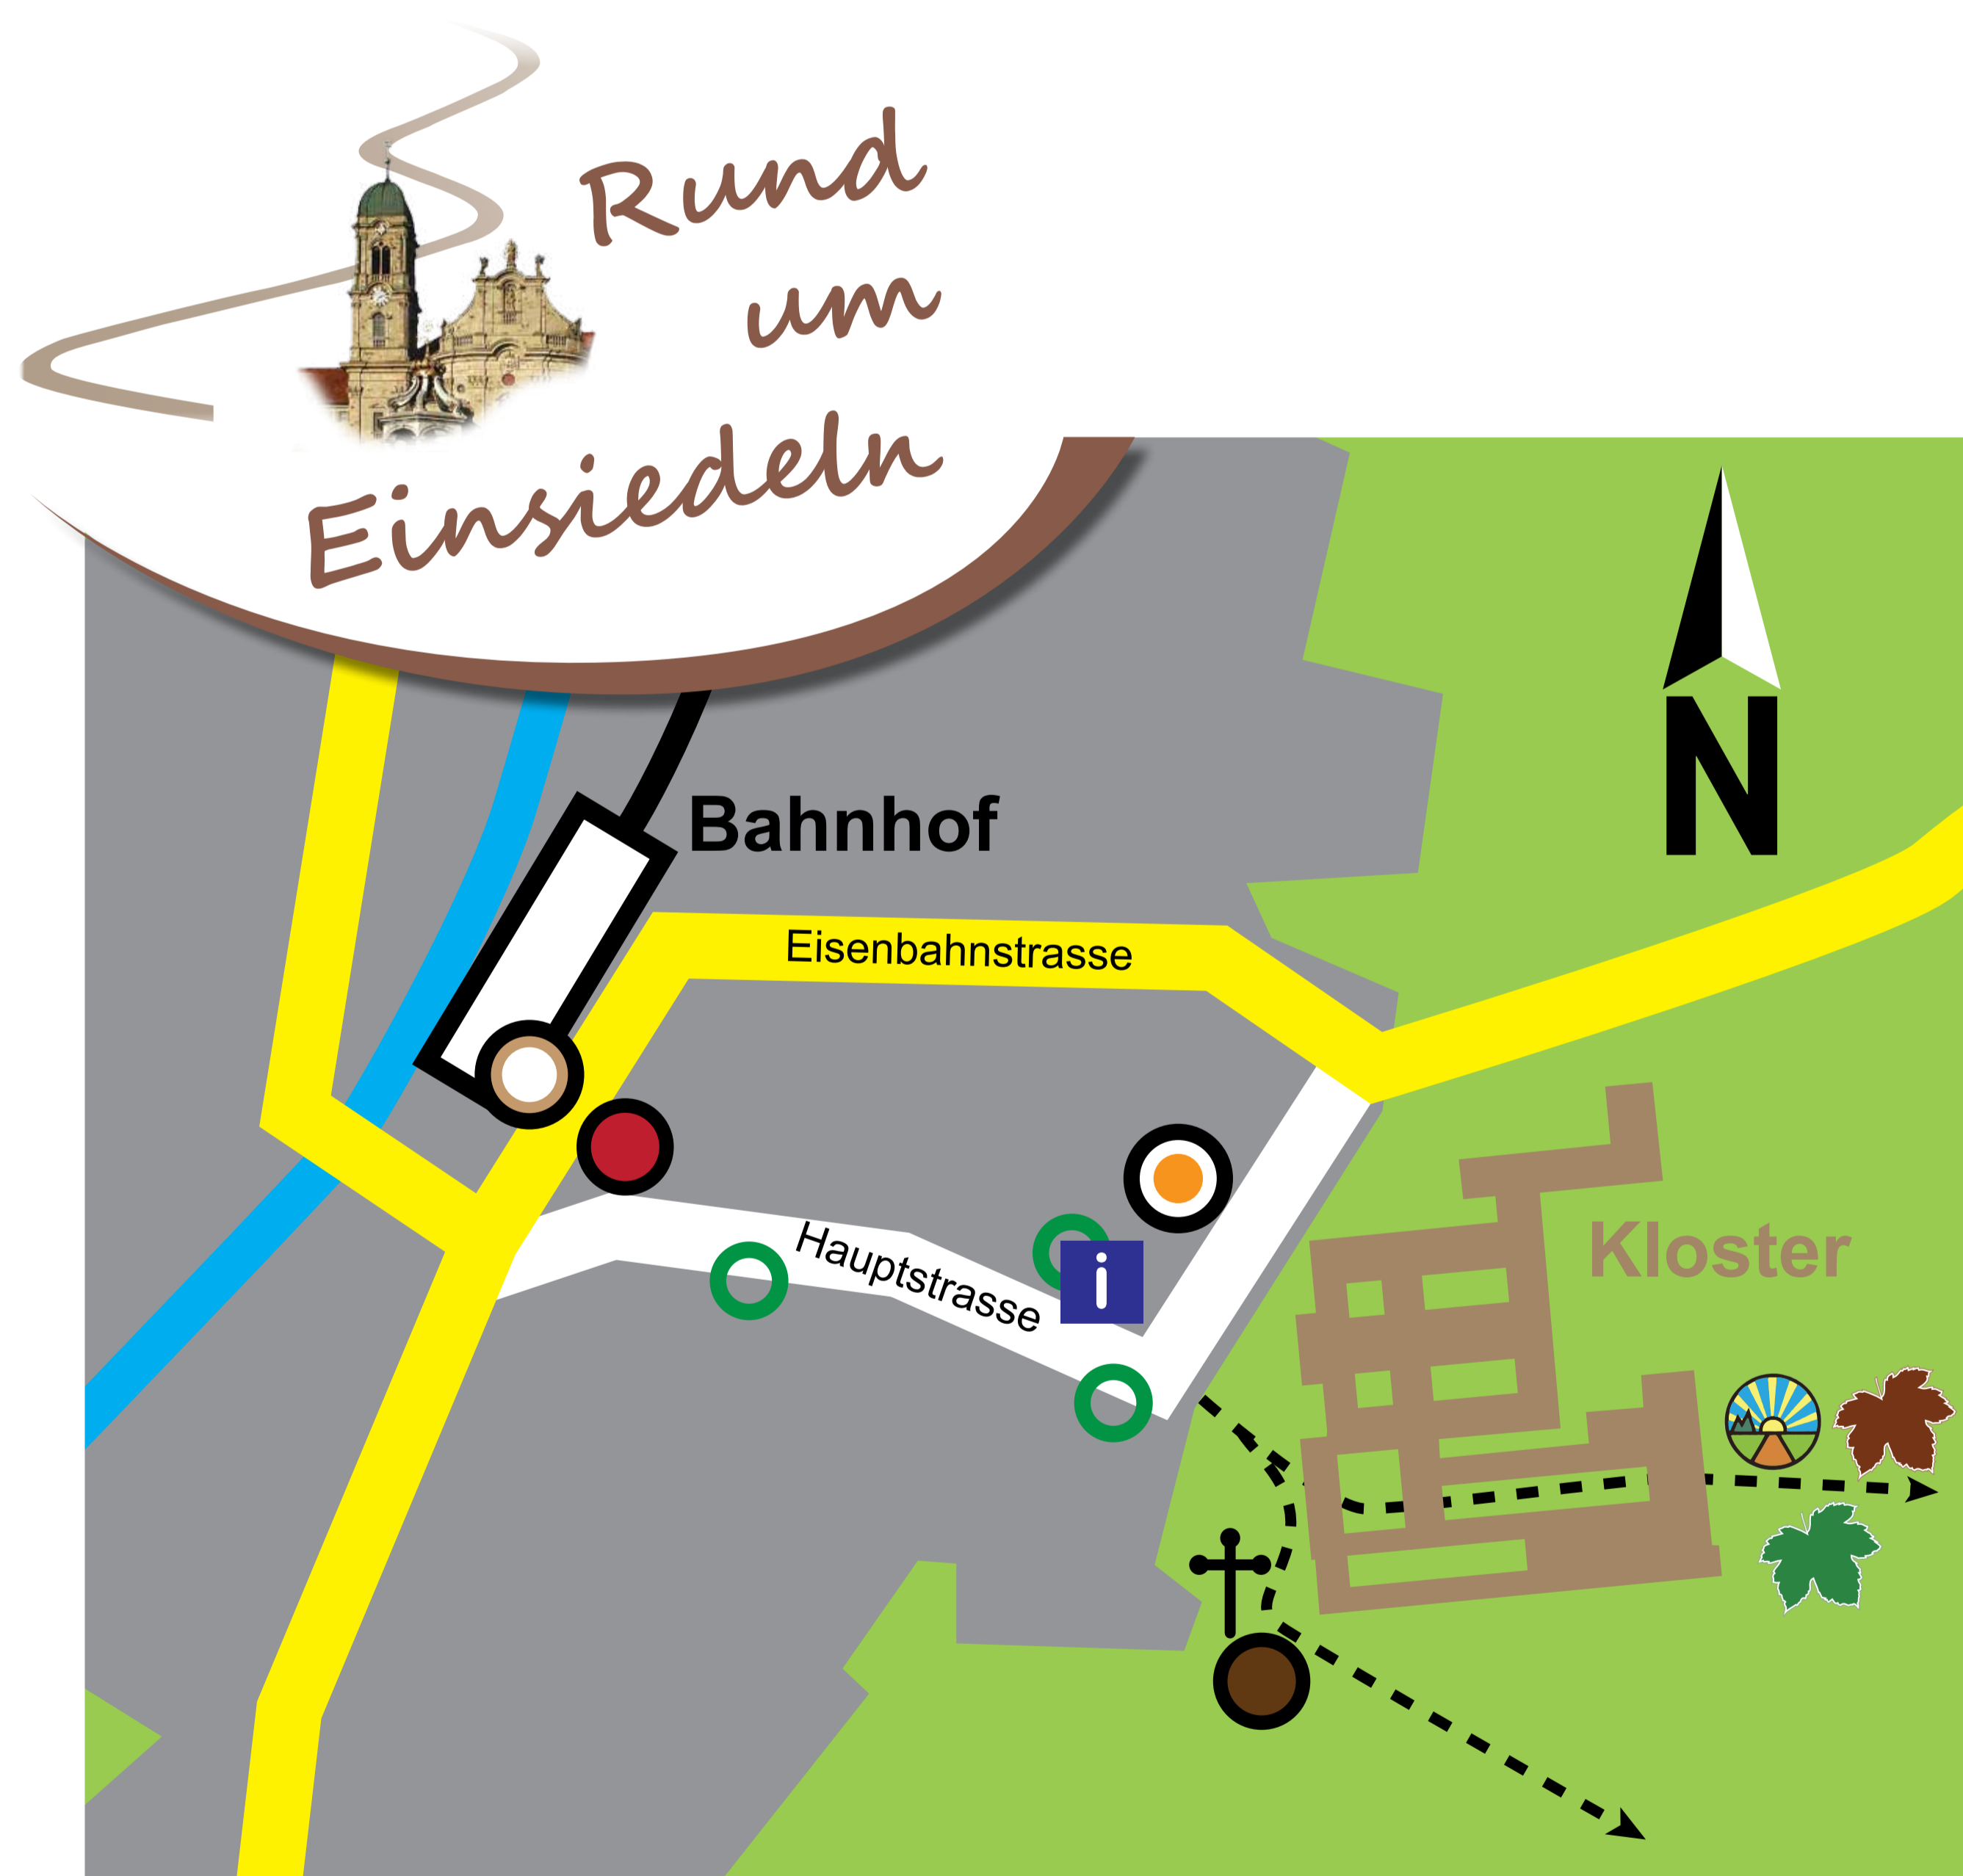 Rund
um
Einsiedeln
N
Bahnhof
Eisenbahnstrasse
Hauptstrasse
i
Kloster